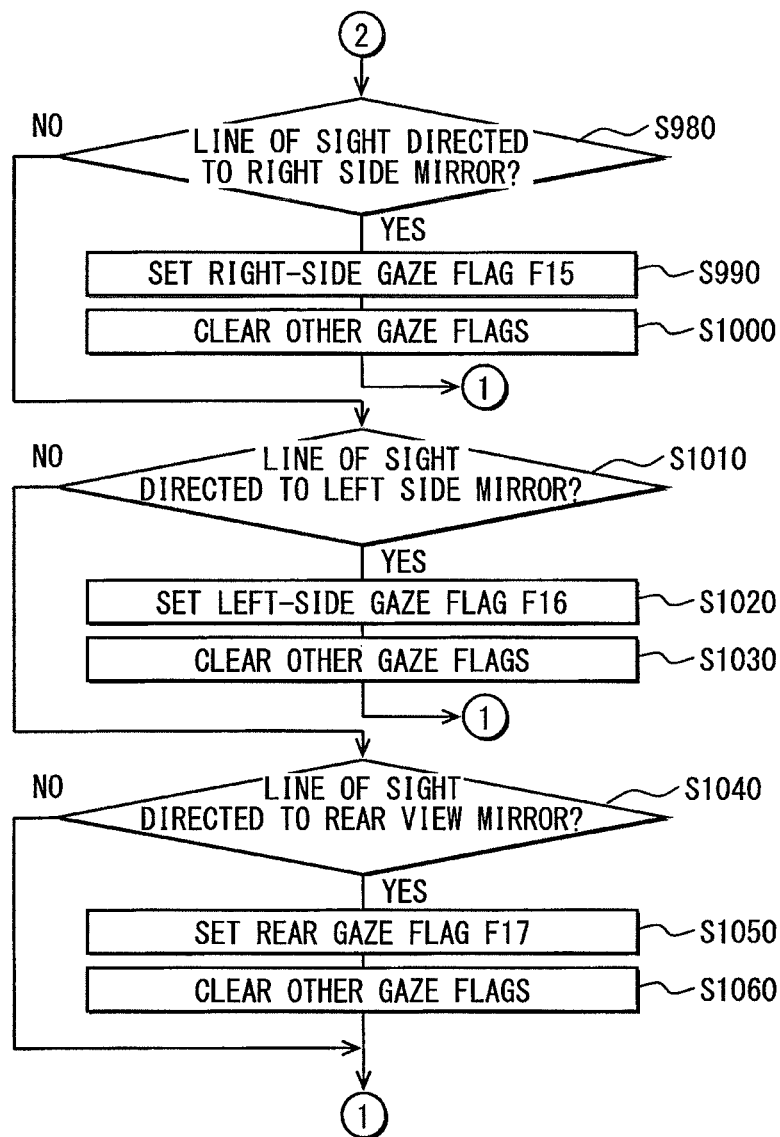 2
NO
LINE OF SIGHT DIRECTED
TO RIGHT SIDE MIRROR?
S980
YES
SET RIGHT-SIDE GAZE FLAG F15
S990
CLEAR OTHER GAZE FLAGS
S1000
1
NO
LINE OF SIGHT
DIRECTED TO LEFT SIDE MIRROR?
S1010
YES
SET LEFT-SIDE GAZE FLAG F16
S1020
CLEAR OTHER GAZE FLAGS
S1030
1
NO
LINE OF SIGHT
DIRECTED TO REAR VIEW MIRROR?
S1040
YES
SET REAR GAZE FLAG F17
S1050
CLEAR OTHER GAZE FLAGS
S1060
1